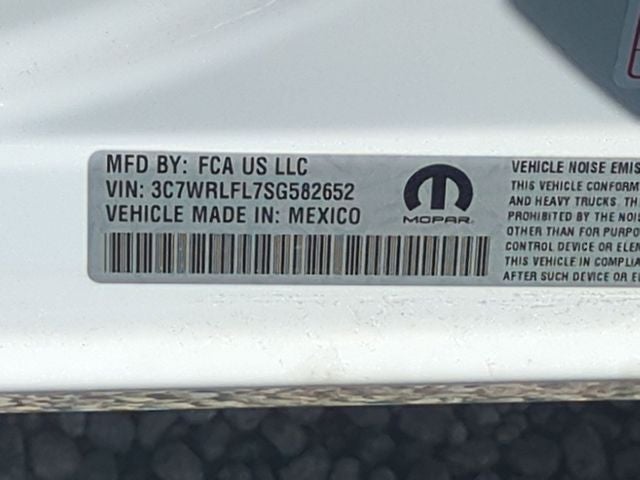 MFD BY: FCA US LLC
VIN: 3C7WRLFL7SG582652
VEHICLE MADE IN: MEXICO
MOPAR
VEHICLE NOISE EMIS
THIS VEHICLE CONFORM
AND HEAVY TRUCKS. TH
PROHIBITED BY THE NOI
OTHER THAN FOR PURPO
CONTROL DEVICE OR ELEM
THIS VEHICLE IN COMPLIA
AFTER SUCH DEVICE OR EL